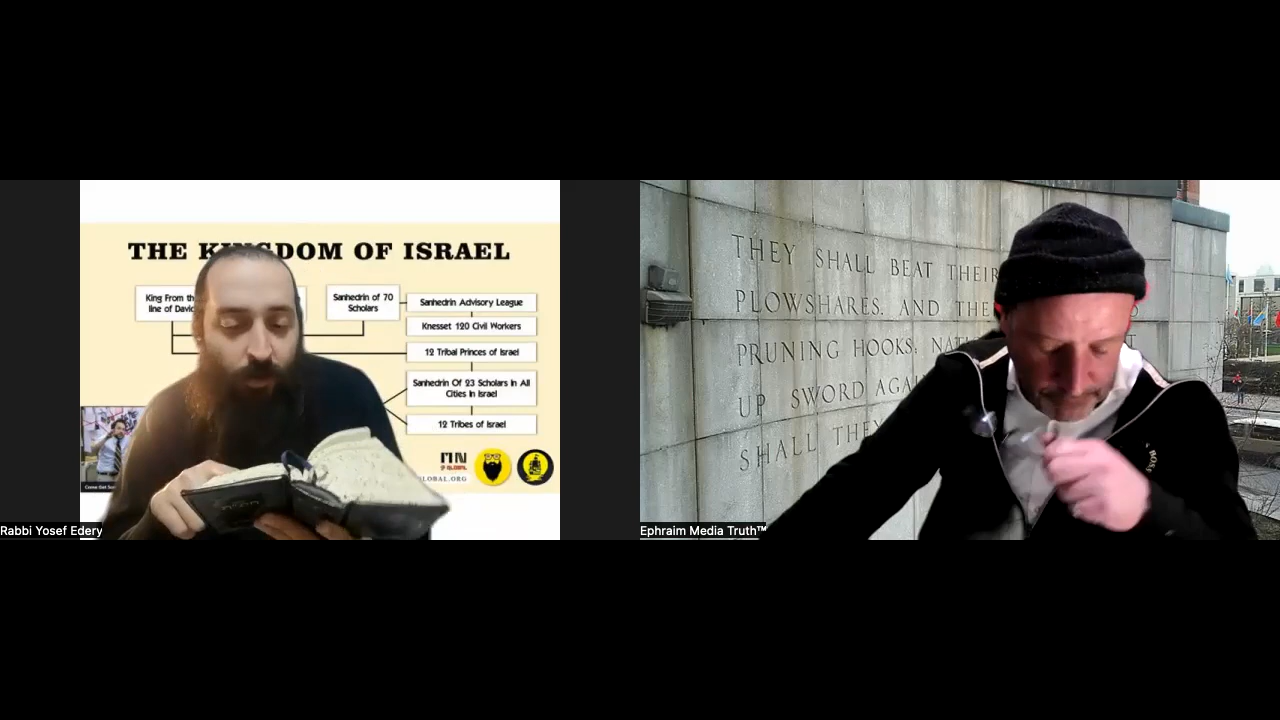 THE KINGDOM OF ISRAEL
King From th
line of David
Sanhedrin of 70
Scholars
Sanhedrin Advisory League
Knesset 120 Civil Workers
12 Tribal Princes of Israel
Sanhedrin Of 23 Scholars In All
Cities in Israel
12 Tribes of Israel
GLOBAL.ORG
Rabbi Yosef Edery
THEY SHALL BEAT THEIR
PLOWSHARES. AND THE
PRUNING HOOKS: NAT T
UP SWORD AGAI
SHALL THEY
Ephraim Media Truth™